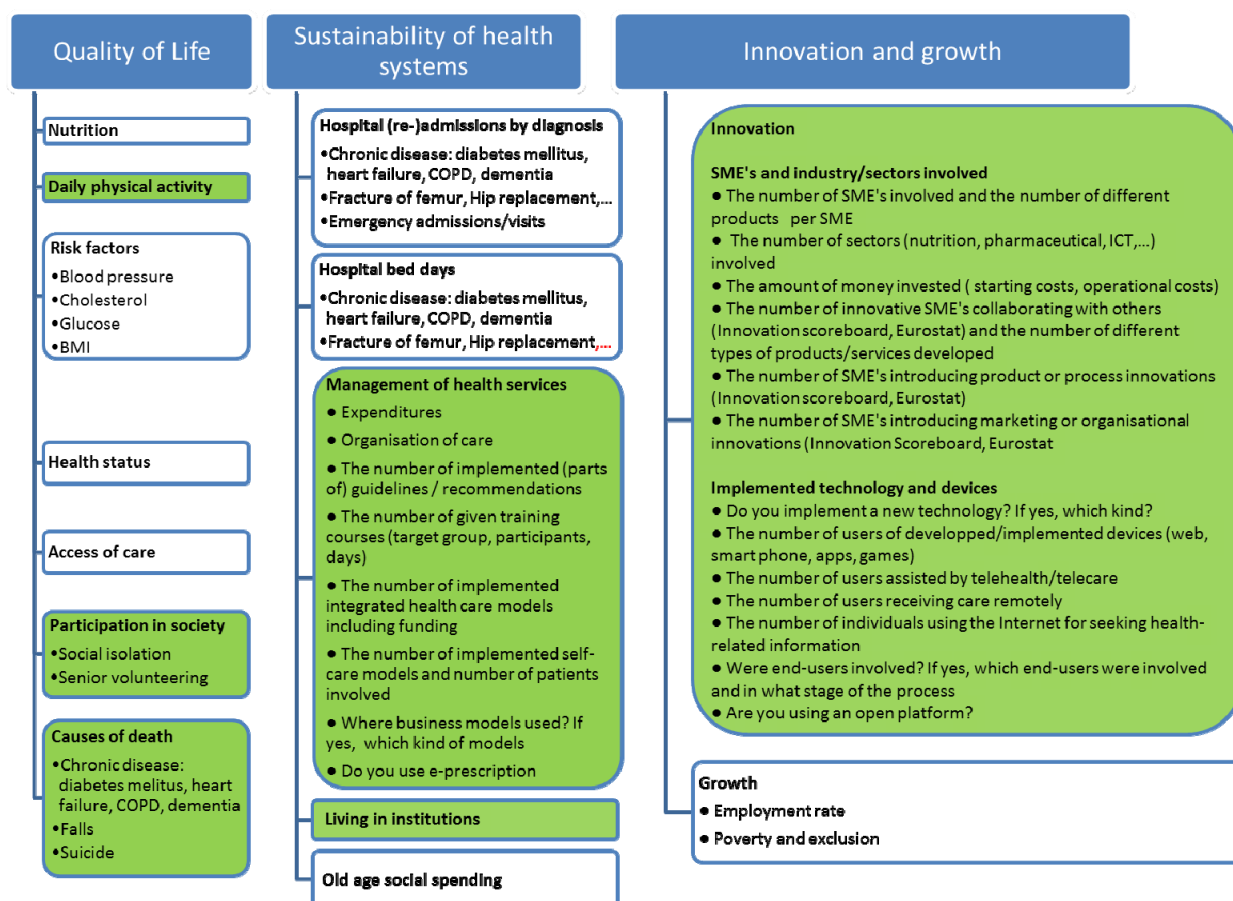 Quality of Life
Nutrition
Daily physical activity
Risk factors
•Blood pressure
•Cholesterol
•Glucose
•BMI
Health status
Access of care
Participation in society
•Social isolation
•Senior volunteering
Causes of death
•Chronic disease:
diabetes melitus, heart
failure, COPD, dementia
•Falls
•Suicide
Sustainability of health
systems
Hospital (re-)admissions by diagnosis
•Chronic disease: diabetes mellitus,
heart failure, COPD, dementia
•Fracture of femur, Hip replacement,...
•Emergency admissions/visits
Hospital bed days
•Chronic disease: diabetes mellitus,
heart failure, COPD, dementia
•Fracture of femur, Hip replacement,...
Management of health services
● Expenditures
● Organisation of care
● The number of implemented (parts
of) guidelines / recommendations
● The number of given training
courses (target group, participants,
days)
● The number of implemented
integrated health care models
including funding
● The number of implemented self-
care models and number of patients
involved
● Where business models used? If
yes, which kind of models
● Do you use e-prescription
Living in institutions
Old age social spending
Innovation and growth
Innovation
SME's and industry/sectors involved
● The number of SME's involved and the number of different
products per SME
● The number of sectors (nutrition, pharmaceutical, ICT,...)
involved
● The amount of money invested ( starting costs, operational costs)
● The number of innovative SME's collaborating with others
(Innovation scoreboard, Eurostat) and the number of different
types of products/services developed
● The number of SME's introducing product or process innovations
(Innovation scoreboard, Eurostat)
● The number of SME's introducing marketing or organisational
innovations (Innovation Scoreboard, Eurostat
Implemented technology and devices
● Do you implement a new technology? If yes, which kind?
● The number of users of developped/implemented devices (web,
smart phone, apps, games)
● The number of users assisted by telehealth/telecare
● The number of users receiving care remotely
● The number of individuals using the Internet for seeking health-
related information
● Were end-users involved? If yes, which end-users were involved
and in what stage of the process
● Are you using an open platform?
Growth
● Employment rate
● Poverty and exclusion